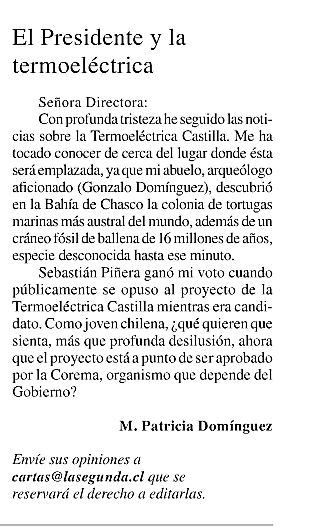 El Presidente y la
termoeléctrica
Señora Directora:
Con profunda tristeza he seguido las noti-
cias sobre la Termoeléctrica Castilla. Me ha
tocado conocer de cerca del lugar donde ésta
será emplazada, ya que mi abuelo, arqueólogo
aficionado (Gonzalo Domínguez), descubrió
en la Bahía de Chasco la colonia de tortugas
marinas más austral del mundo, además de un
cráneo fósil de ballena de 16 millones de años,
especie desconocida hasta ese minuto.
Sebastián Piñera ganó mi voto cuando
públicamente se opuso al proyecto de la
Termoeléctrica Castilla mientras era candi-
dato. Como joven chilena, ¿qué quieren que
sienta, más que profunda desilusión, ahora
que el proyecto está a punto de ser aprobado
por la Corema, organismo que depende del
Gobierno?
M. Patricia Domínguez
Envíe sus opiniones a
cartas@lasegunda.cl que se
reservará el derecho a editarlas.